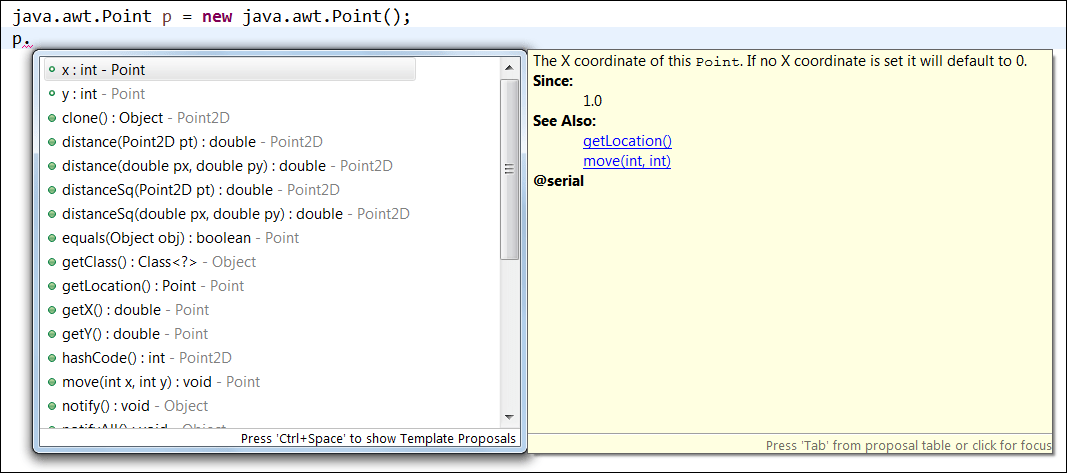 java.awt.Point p = new java.awt.Point();
p.
x : int - Point
y : int - Point
clone() : Object - Point2D
distance(Point2D pt) : double - Point2D
distance(double px, double py) : double - Point2D
distanceSq(Point2D pt) : double - Point2D
distanceSq(double px, double py) : double - Point2D
equals(Object obj) : boolean - Point
getClass() : Class<?> - Object
getLocation() : Point - Point
getX() : double - Point
getY() : double - Point
hashCode() : int - Point2D
move(int x, int y) : void - Point
notify() : void - Object
notifyAll() : void - Object
Press 'Ctrl+Space' to show Template Proposals
The X coordinate of this Point. If no X coordinate is set it will default to 0.
Since:
1.0
See Also:
getLocation()
move(int, int)
@serial
Press 'Tab' from proposal table or click for focus